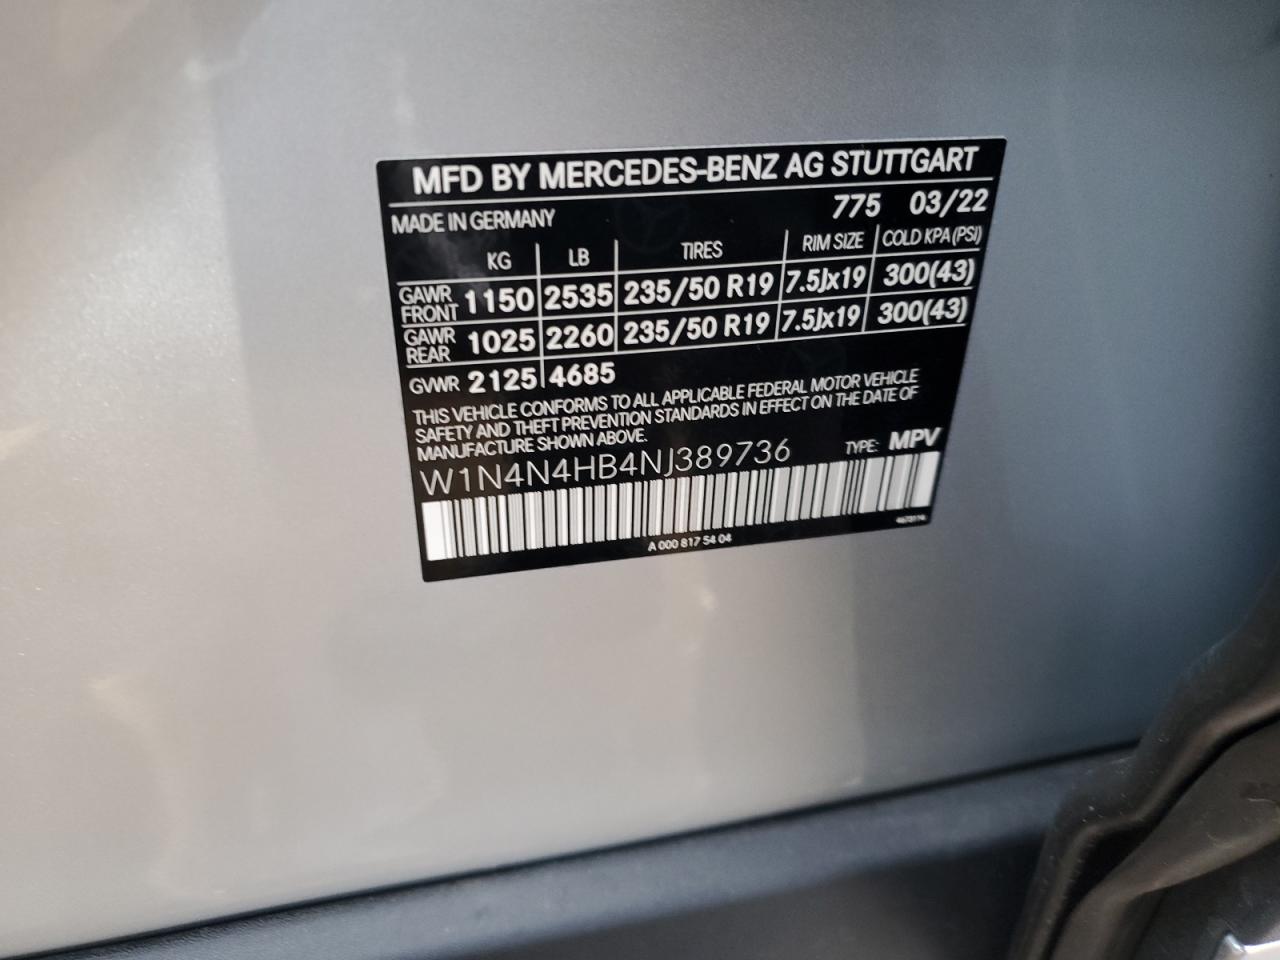 MFD BY MERCEDES-BENZ AG STUTTGART
MADE IN GERMANY 775 03/22
KG LB TIRES RIM SIZE COLD KPA (PSI)
GAWR FRONT 1150 2535 235/50 R19 7.5Jx19 300(43)
GAWR REAR 1025 2260 235/50 R19 7.5Jx19 300(43)
GVWR 2125 4685
THIS VEHICLE CONFORMS TO ALL APPLICABLE FEDERAL MOTOR VEHICLE
SAFETY AND THEFT PREVENTION STANDARDS IN EFFECT ON THE DATE OF
MANUFACTURE SHOWN ABOVE.
W1N4N4HB4NJ389736 TYPE: MPV
A 000 817 54 04